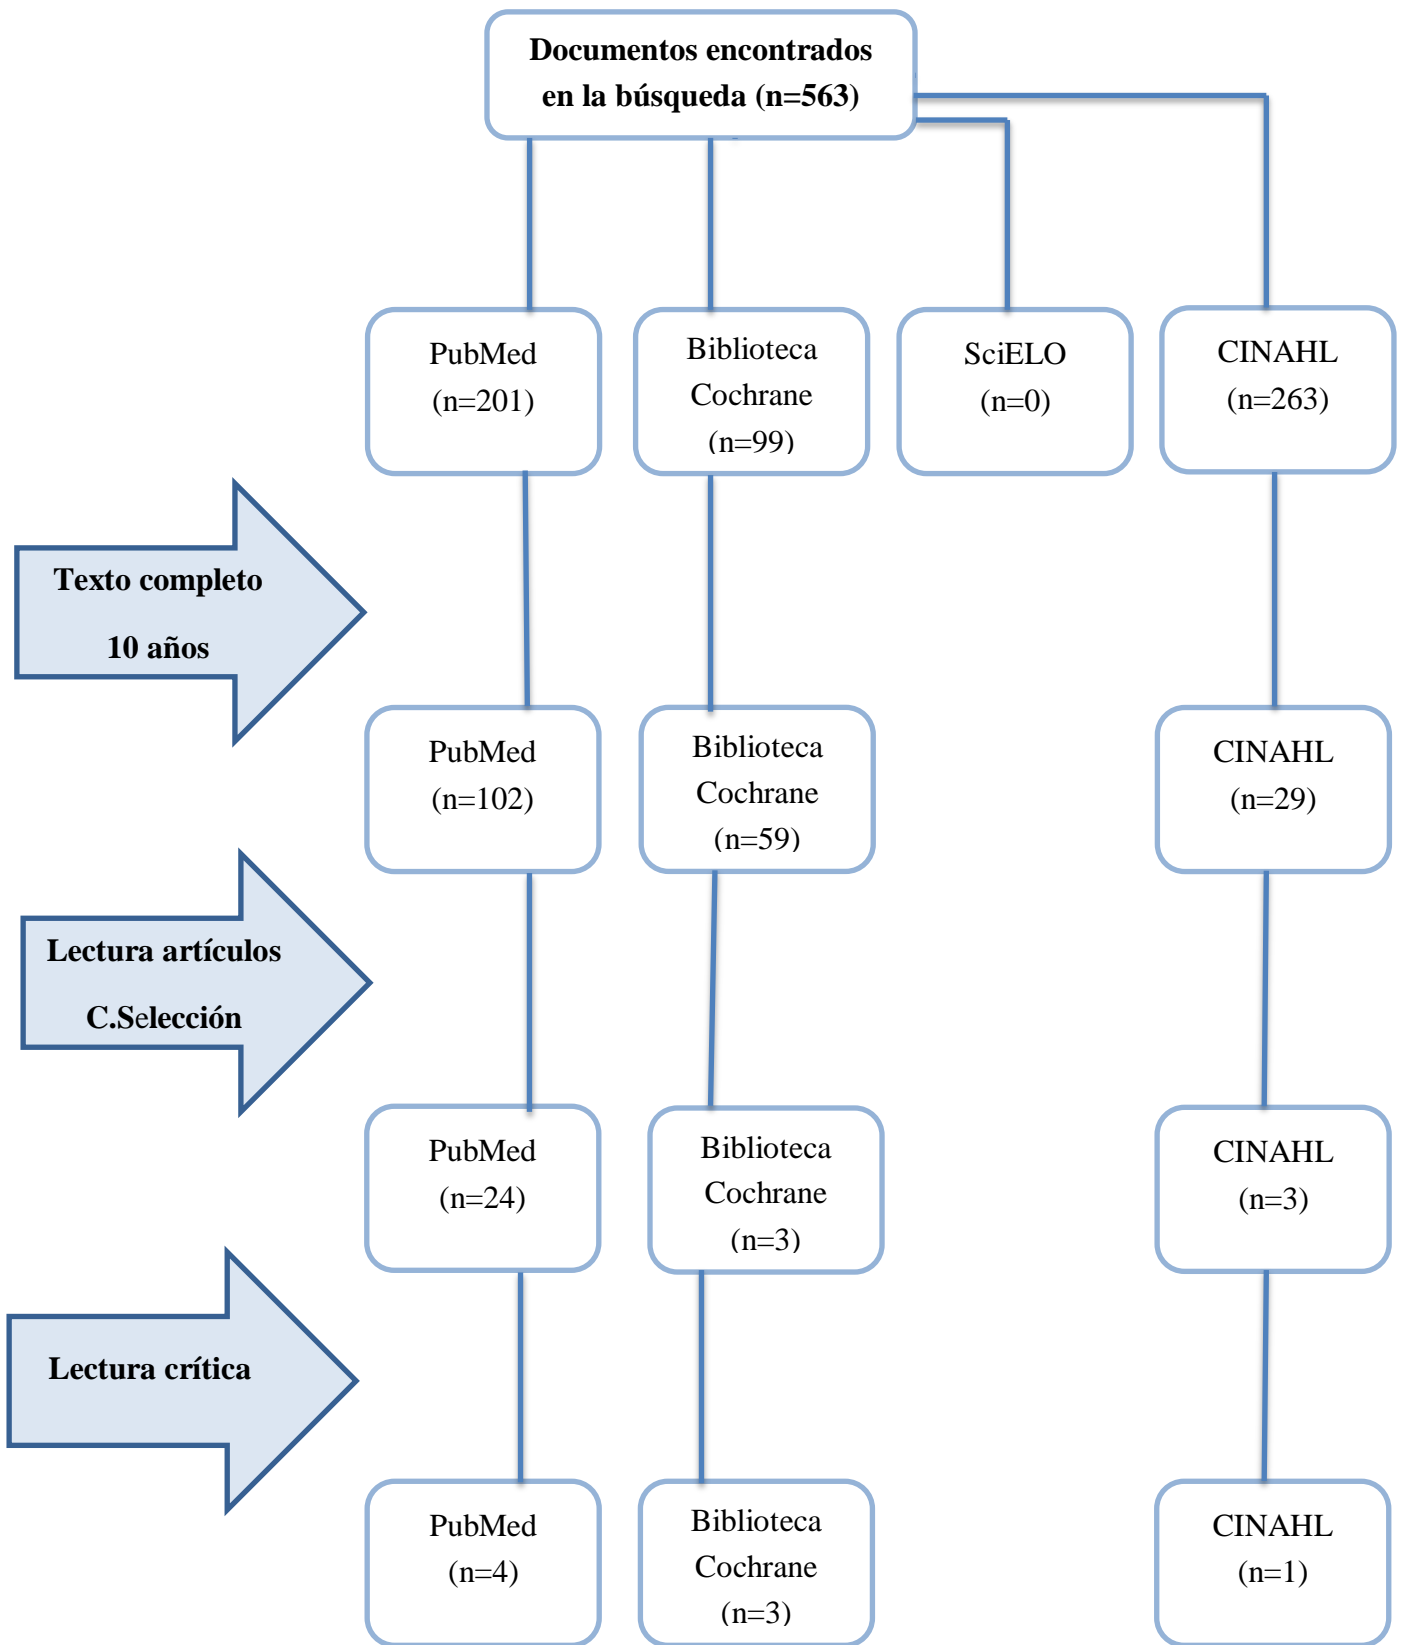 Documentos encontrados
en la búsqueda (n=563)
PubMed
(n=201)
Biblioteca
Cochrane
(n=99)
SciELO
(n=0)
CINAHL
(n=263)
Texto completo
10 años
PubMed
(n=102)
Biblioteca
Cochrane
(n=59)
CINAHL
(n=29)
Lectura artículos
C.Selección
PubMed
(n=24)
Biblioteca
Cochrane
(n=3)
CINAHL
(n=3)
Lectura crítica
PubMed
(n=4)
Biblioteca
Cochrane
(n=3)
CINAHL
(n=1)